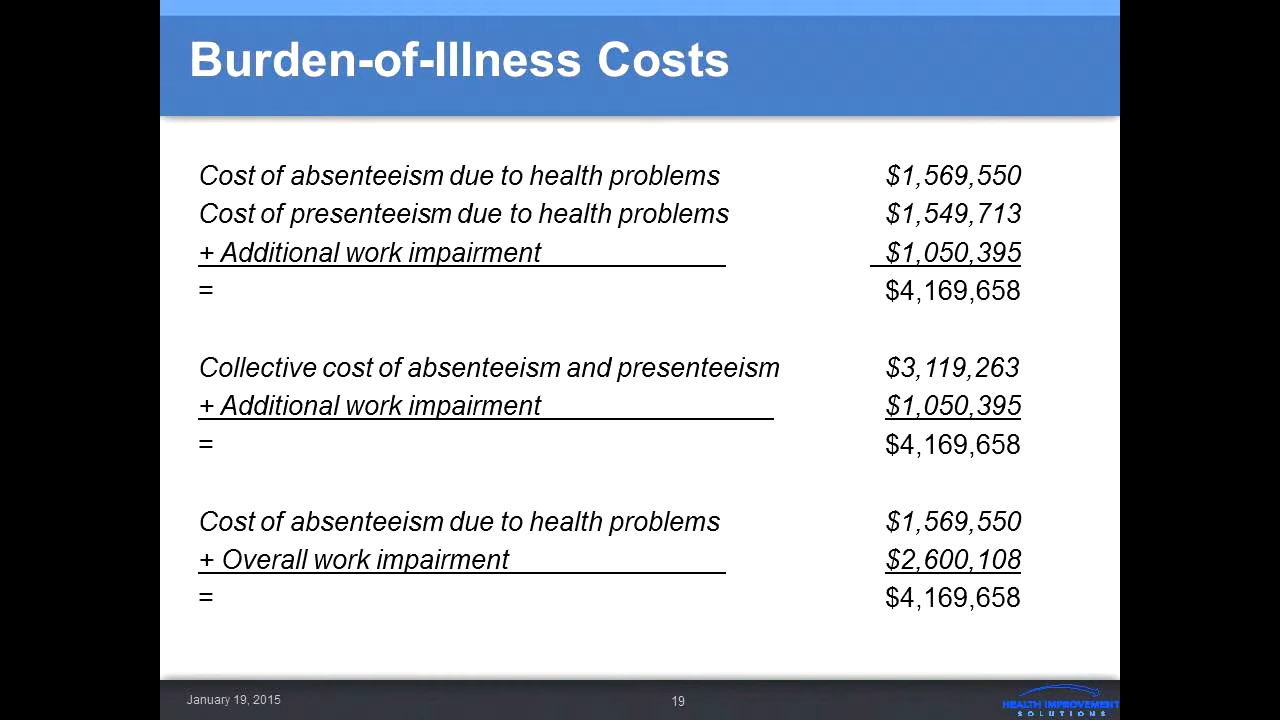 Burden-of-Illness Costs
Cost of absenteeism due to health problems $1,569,550
Cost of presenteeism due to health problems $1,549,713
+ Additional work impairment $1,050,395
= $4,169,658
Collective cost of absenteeism and presenteeism $3,119,263
+ Additional work impairment $1,050,395
= $4,169,658
Cost of absenteeism due to health problems $1,569,550
+ Overall work impairment $2,600,108
= $4,169,658
January 19, 2015 19
HEALTH IMPROVEMENT
SOLUTIONS